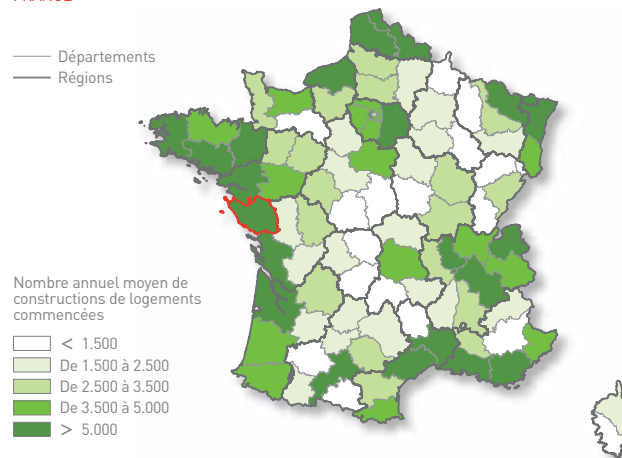 FRANCE
Départements
Régions
Nombre annuel moyen de
constructions de logements
commencées
< 1.500
De 1.500 à 2.500
De 2.500 à 3.500
De 3.500 à 5.000
> 5.000